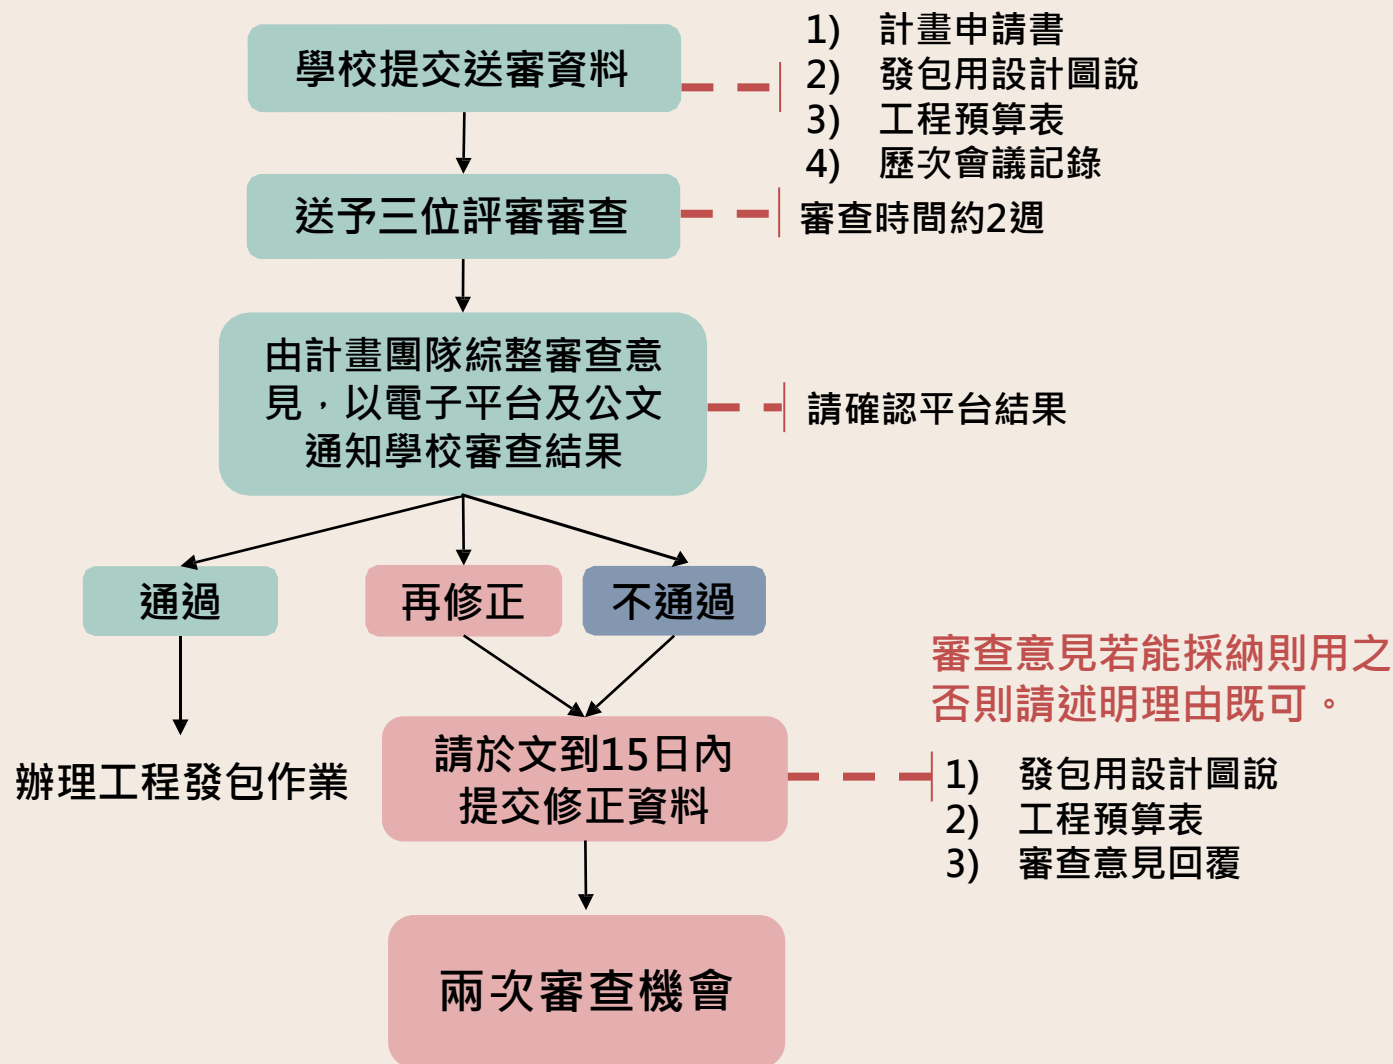 學校提交送審資料
1) 計畫申請書
2) 發包用設計圖說
3) 工程預算表
4) 歷次會議記錄
送予三位評審審查
審查時間約2週
由計畫團隊綜整審查意
見，以電子平台及公文
通知學校審查結果
請確認平台結果
通過
再修正
不通過
辦理工程發包作業
請於文到15日內
提交修正資料
審查意見若能採納則用之
否則請述明理由既可。
1) 發包用設計圖說
2) 工程預算表
3) 審查意見回覆
兩次審查機會